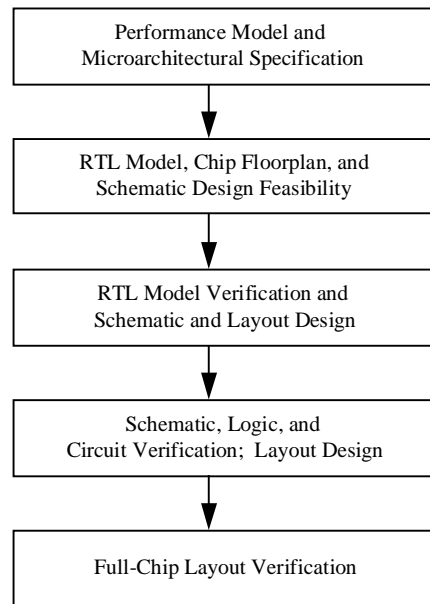 Performance Model and
Microarchitectural Specification
RTL Model, Chip Floorplan, and
Schematic Design Feasibility
RTL Model Verification and
Schematic and Layout Design
Schematic, Logic, and
Circuit Verification; Layout Design
Full-Chip Layout Verification